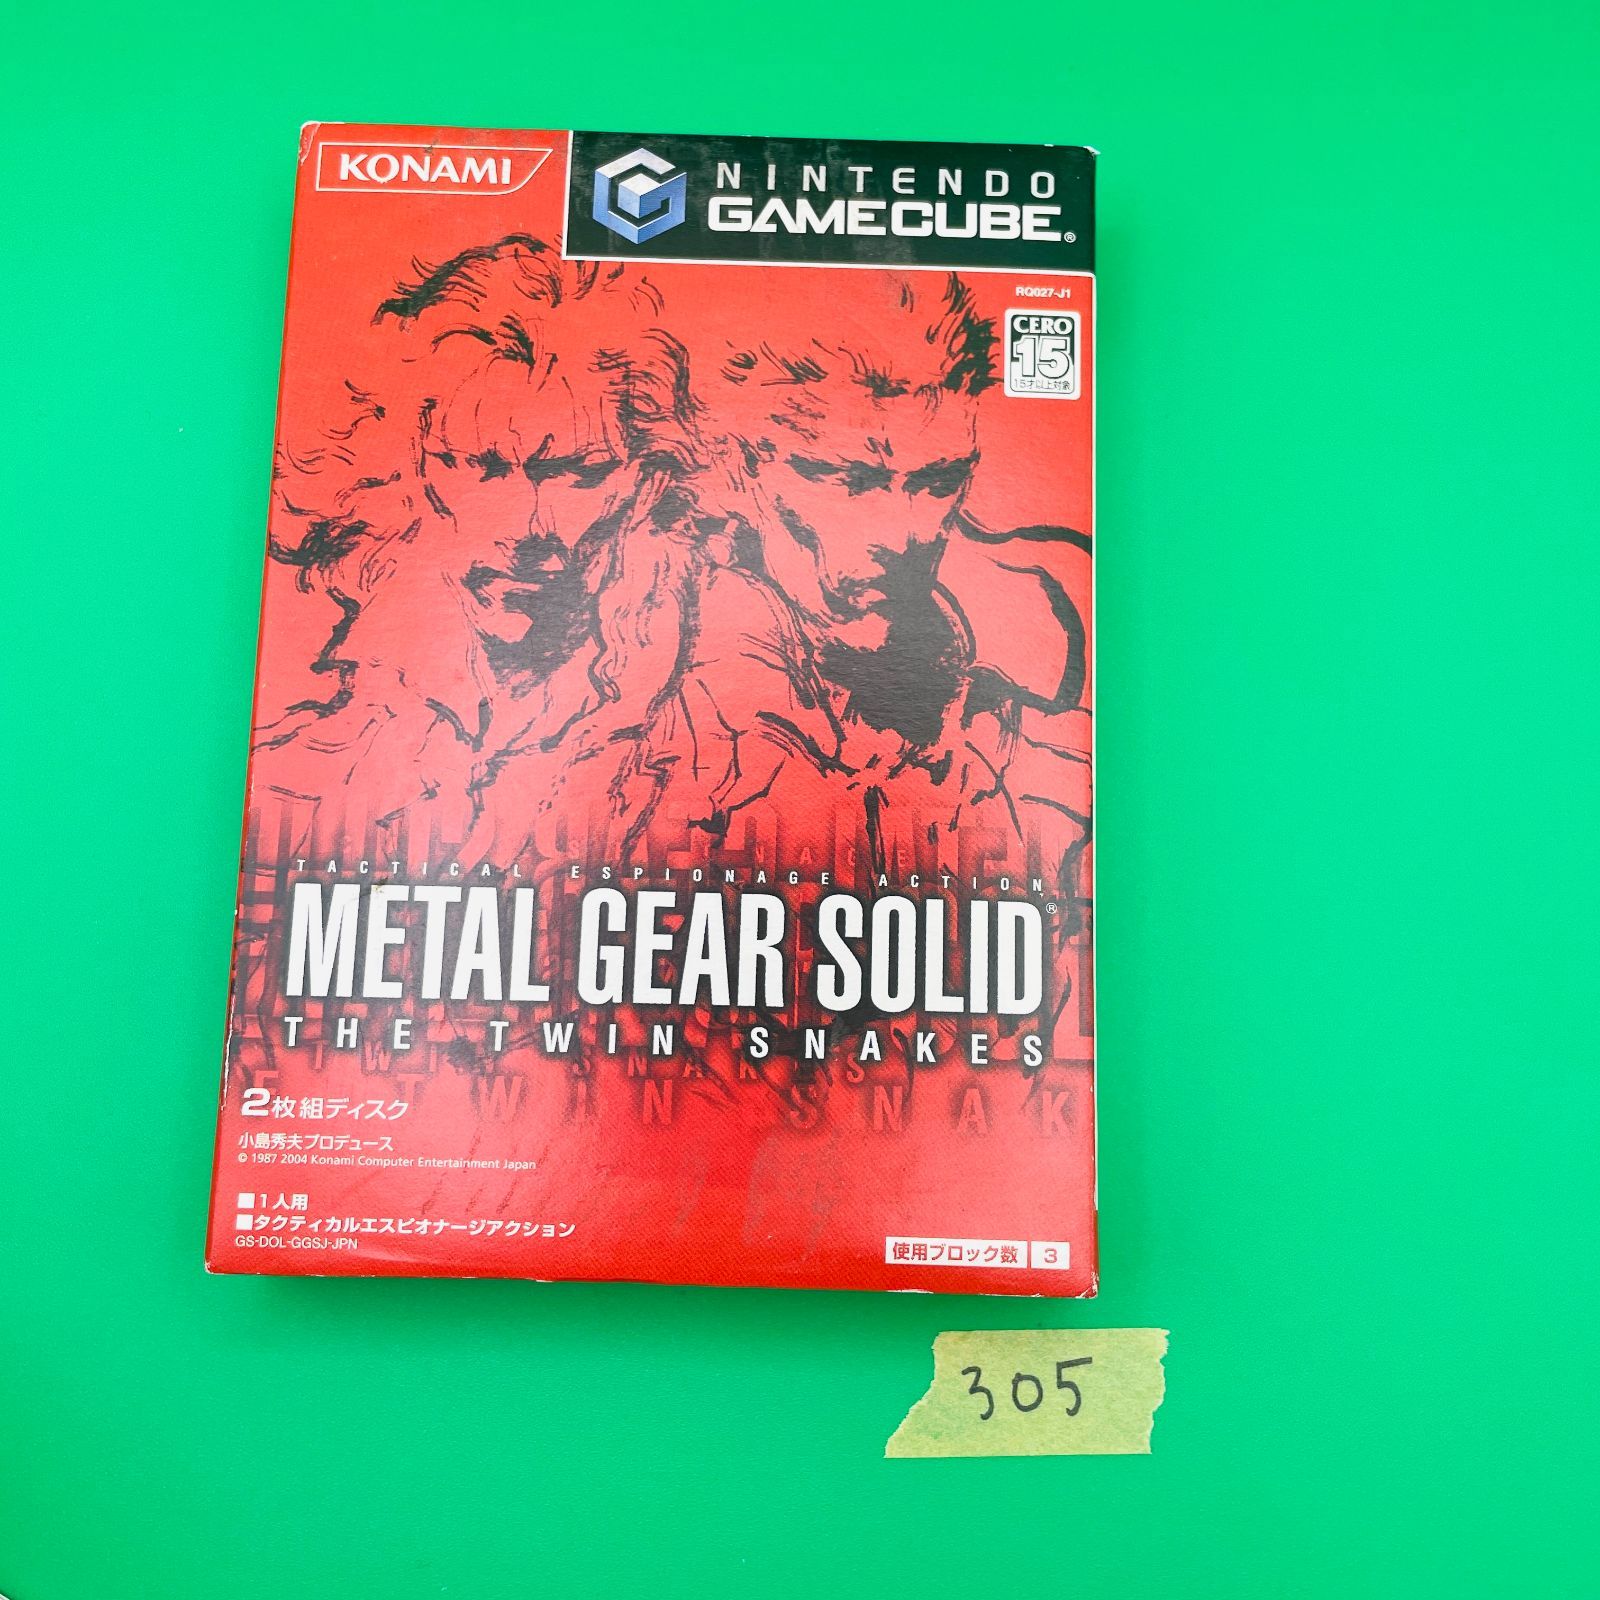 KONAMI
NINTENDO
GAMECUBE®
RQ027-J1
CERO
15
15才以上対象
TACTICAL ESPIONAGE ACTION
METAL GEAR SOLID®
THE TWIN SNAKES
2枚組ディスク
小島秀夫プロデュース
© 1987 2004 Konami Computer Entertainment Japan
■1人用
■タクティカルエスピオナージアクション
GS-DOL-GGSJ-JPN
使用ブロック数 3
305